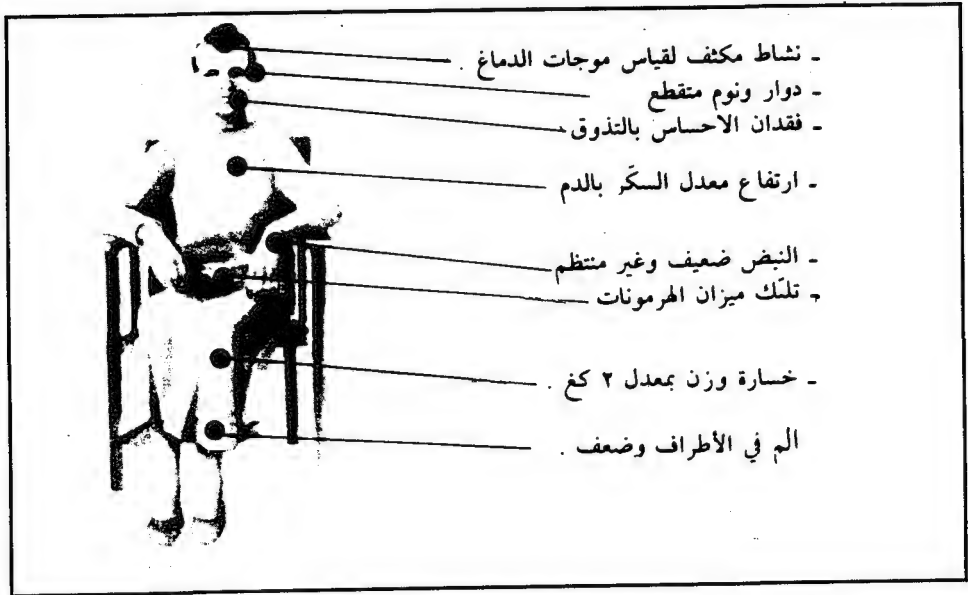 - نشاط مكثف لقياس موجات الدماغ .
- دوار ونوم متقطع
- فقدان الاحساس بالتذوق
- ارتفاع معدل السكّر بالدم
- النبض ضعيف وغير منتظم
- تلبّك ميزان الهرمونات
- خسارة وزن بمعدل ٢ كغ .
الم في الأطراف وضعف .